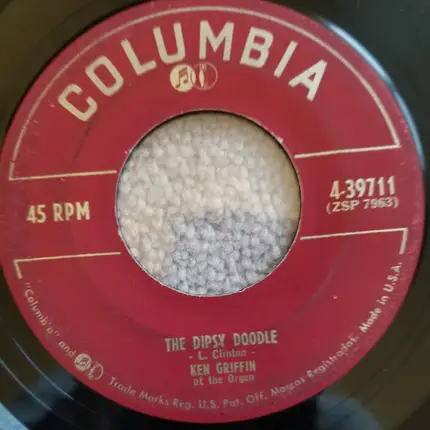 COLUMBIA
45 RPM
4-39711
(ZSP 7963)
THE DIPSY DOODLE
- L. Clinton -
KEN GRIFFIN
at the Organ
"Columbia" and Trade Marks Reg. U.S. Pat. Off. Marcas Registradas. Made in U.S.A.